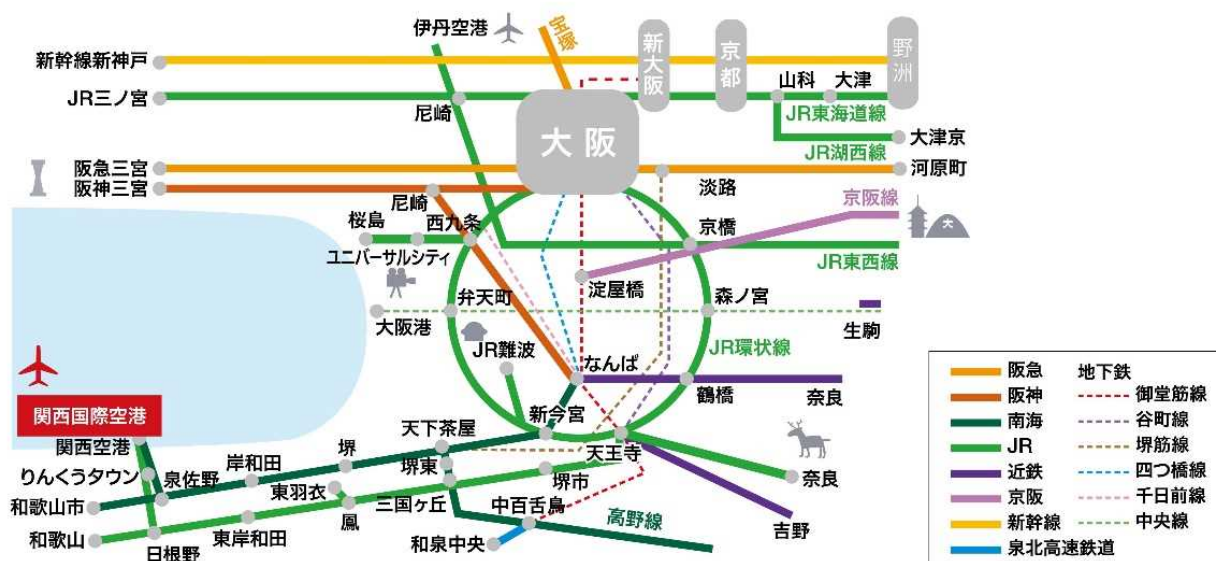 伊丹空港
宝塚
新大阪
京都
野洲
新幹線新神戸
山科
大津
JR三ノ宮
尼崎
JR東海道線
大阪
大津京
JR湖西線
阪急三宮
河原町
阪神三宮
淡路
尼崎
京阪線
大
桜島
西九条
京橋
ユニバーサルシティ
JR東西線
淀屋橋
弁天町
森ノ宮
大阪港
生駒
JR難波
JR環状線
なんば
鶴橋
奈良
関西国際空港
新今宮
関西空港
天下茶屋
天王寺
りんくうタウン
泉佐野
岸和田
堺
堺東
堺市
奈良
東羽衣
和歌山市
三国ヶ丘
中百舌鳥
鳳
高野線
吉野
和歌山
日根野
東岸和田
和泉中央
阪急
地下鉄
阪神
御堂筋線
南海
谷町線
JR
堺筋線
近鉄
四つ橋線
京阪
千日前線
新幹線
中央線
泉北高速鉄道